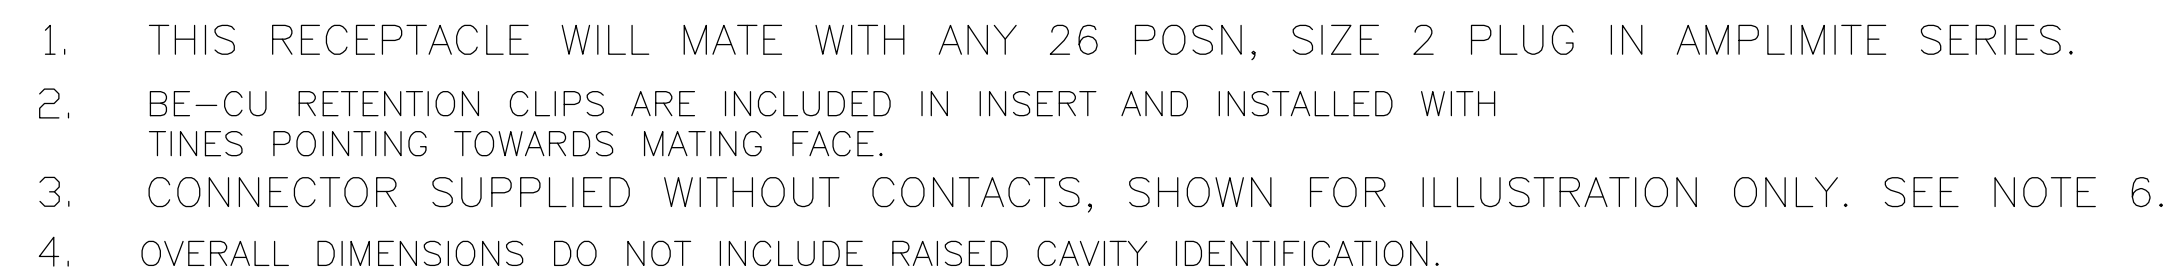 1. THIS RECEPTACLE WILL MATE WITH ANY 26 POSN, SIZE 2 PLUG IN AMPLIMITE SERIES.
2. BE-CU RETENTION CLIPS ARE INCLUDED IN INSERT AND INSTALLED WITH
TINES POINTING TOWARDS MATING FACE.
3. CONNECTOR SUPPLIED WITHOUT CONTACTS, SHOWN FOR ILLUSTRATION ONLY. SEE NOTE 6.
4. OVERALL DIMENSIONS DO NOT INCLUDE RAISED CAVITY IDENTIFICATION.